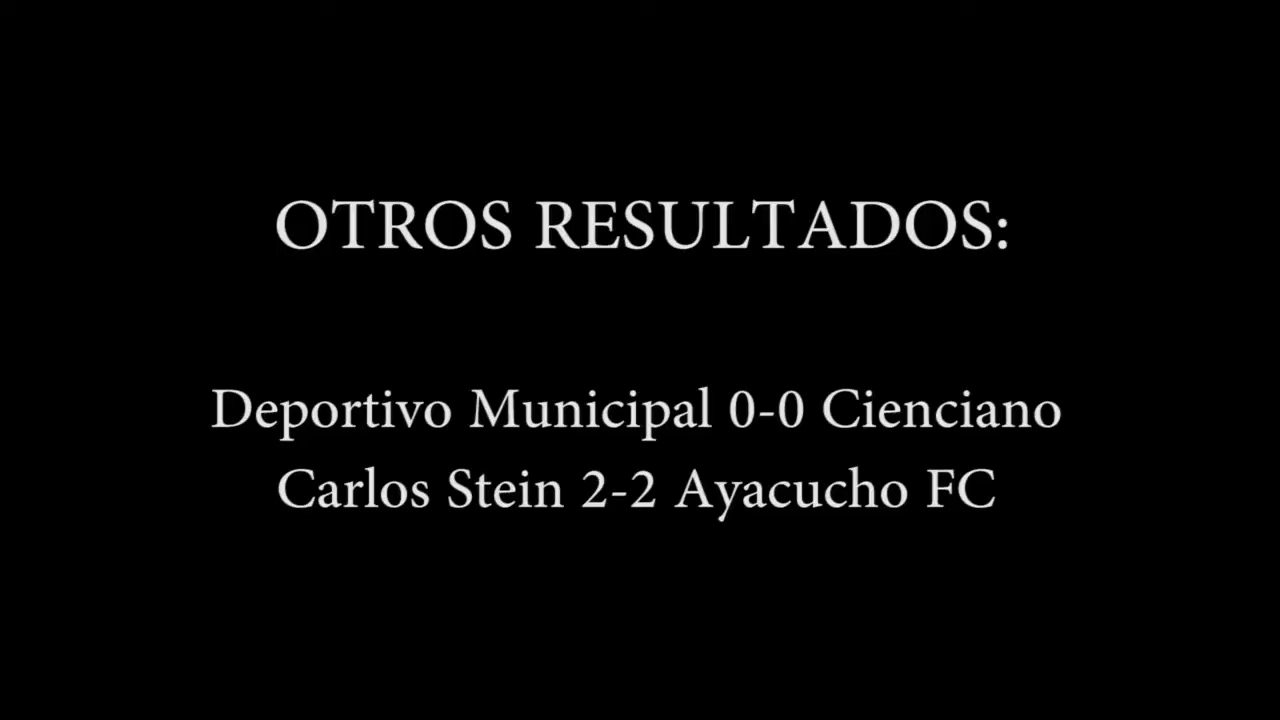 OTROS RESULTADOS:
Deportivo Municipal 0-0 Cienciano
Carlos Stein 2-2 Ayacucho FC